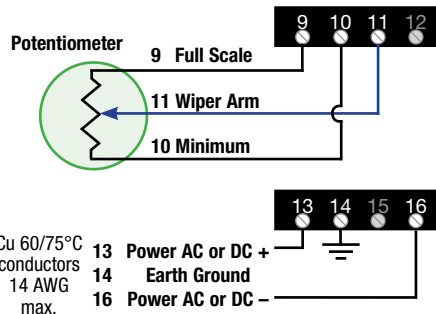 9 10 11 12
Potentiometer
9 Full Scale
11 Wiper Arm
10 Minimum
13 14 15 16
Cu 60/75°C
conductors
14 AWG
max.
13 Power AC or DC +
14 Earth Ground
16 Power AC or DC –